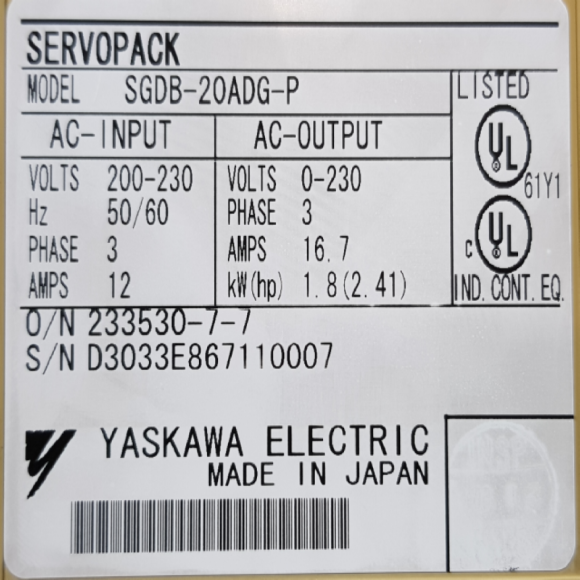 SERVOPACK
MODEL SGDB-20ADG-P
LISTED
AC-INPUT AC-OUTPUT
VOLTS 200-230 VOLTS 0-230
Hz 50/60 PHASE 3
PHASE 3 AMPS 16.7
AMPS 12 kW(hp) 1.8(2.41)
UL
61Y1
c UL
IND. CONT. EQ.
O/N 233530-7-7
S/N D3033E867110007
YASKAWA ELECTRIC
MADE IN JAPAN